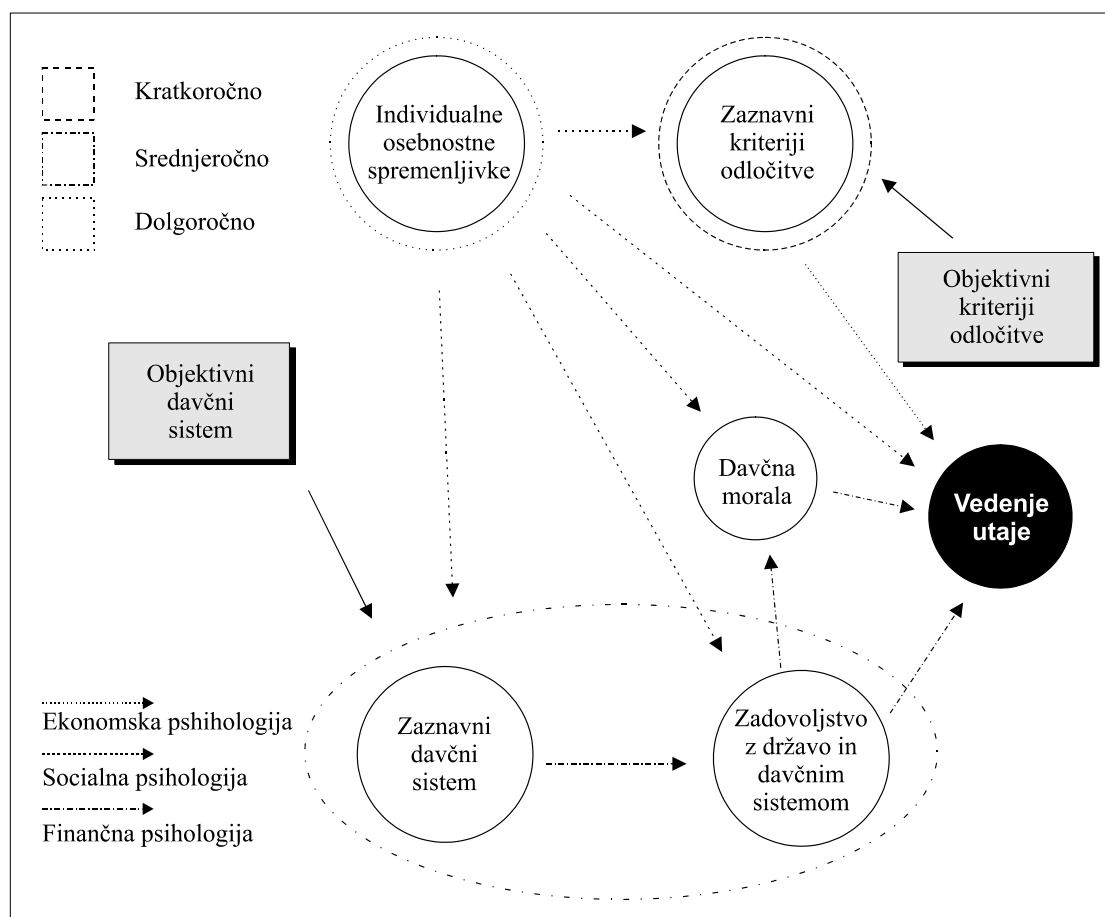 Kratkoročno
Srednjeročno
Dolgoročno
Individualne
osebnostne
spremenljivke
Zaznavni
kriteriji
odločitve
Objektivni
kriteriji
odločitve
Objektivni
davčni
sistem
Davčna
morala
Vedenje
utaje
Zaznavni
davčni
sistem
Zadovoljstvo
z državo in
davčnim
sistemom
Ekonomska pshihologija
Socialna psihologija
Finančna psihologija